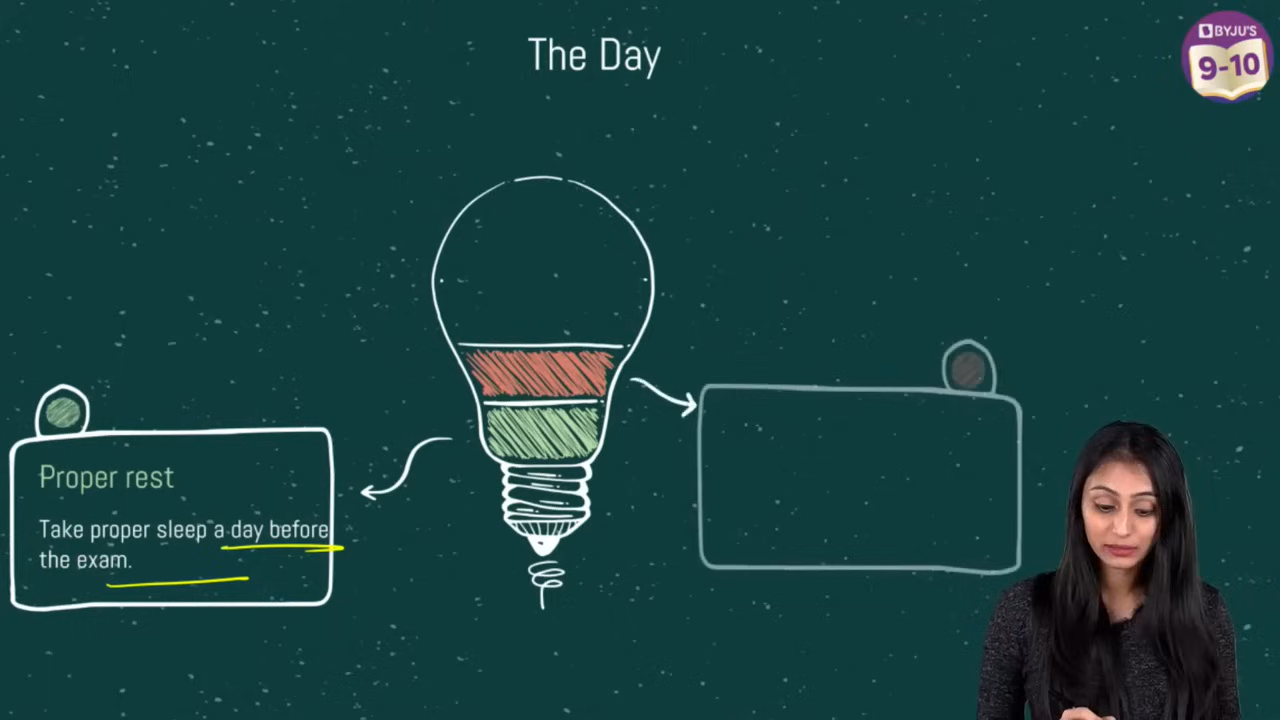 The Day
BYJU'S
9-10
Proper rest
Take proper sleep a day before
the exam.